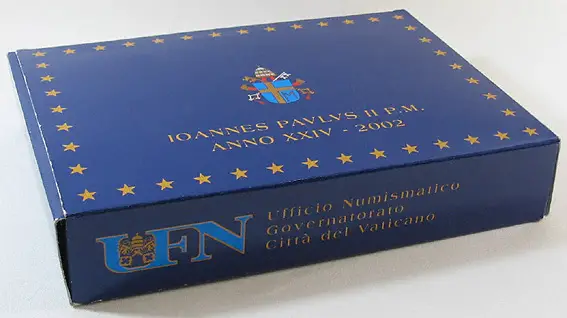 IOANNES PAVLVS II P.M.
ANNO XXIV - 2002
UFN
Ufficio Numismatico
Governatorato
Città del Vaticano